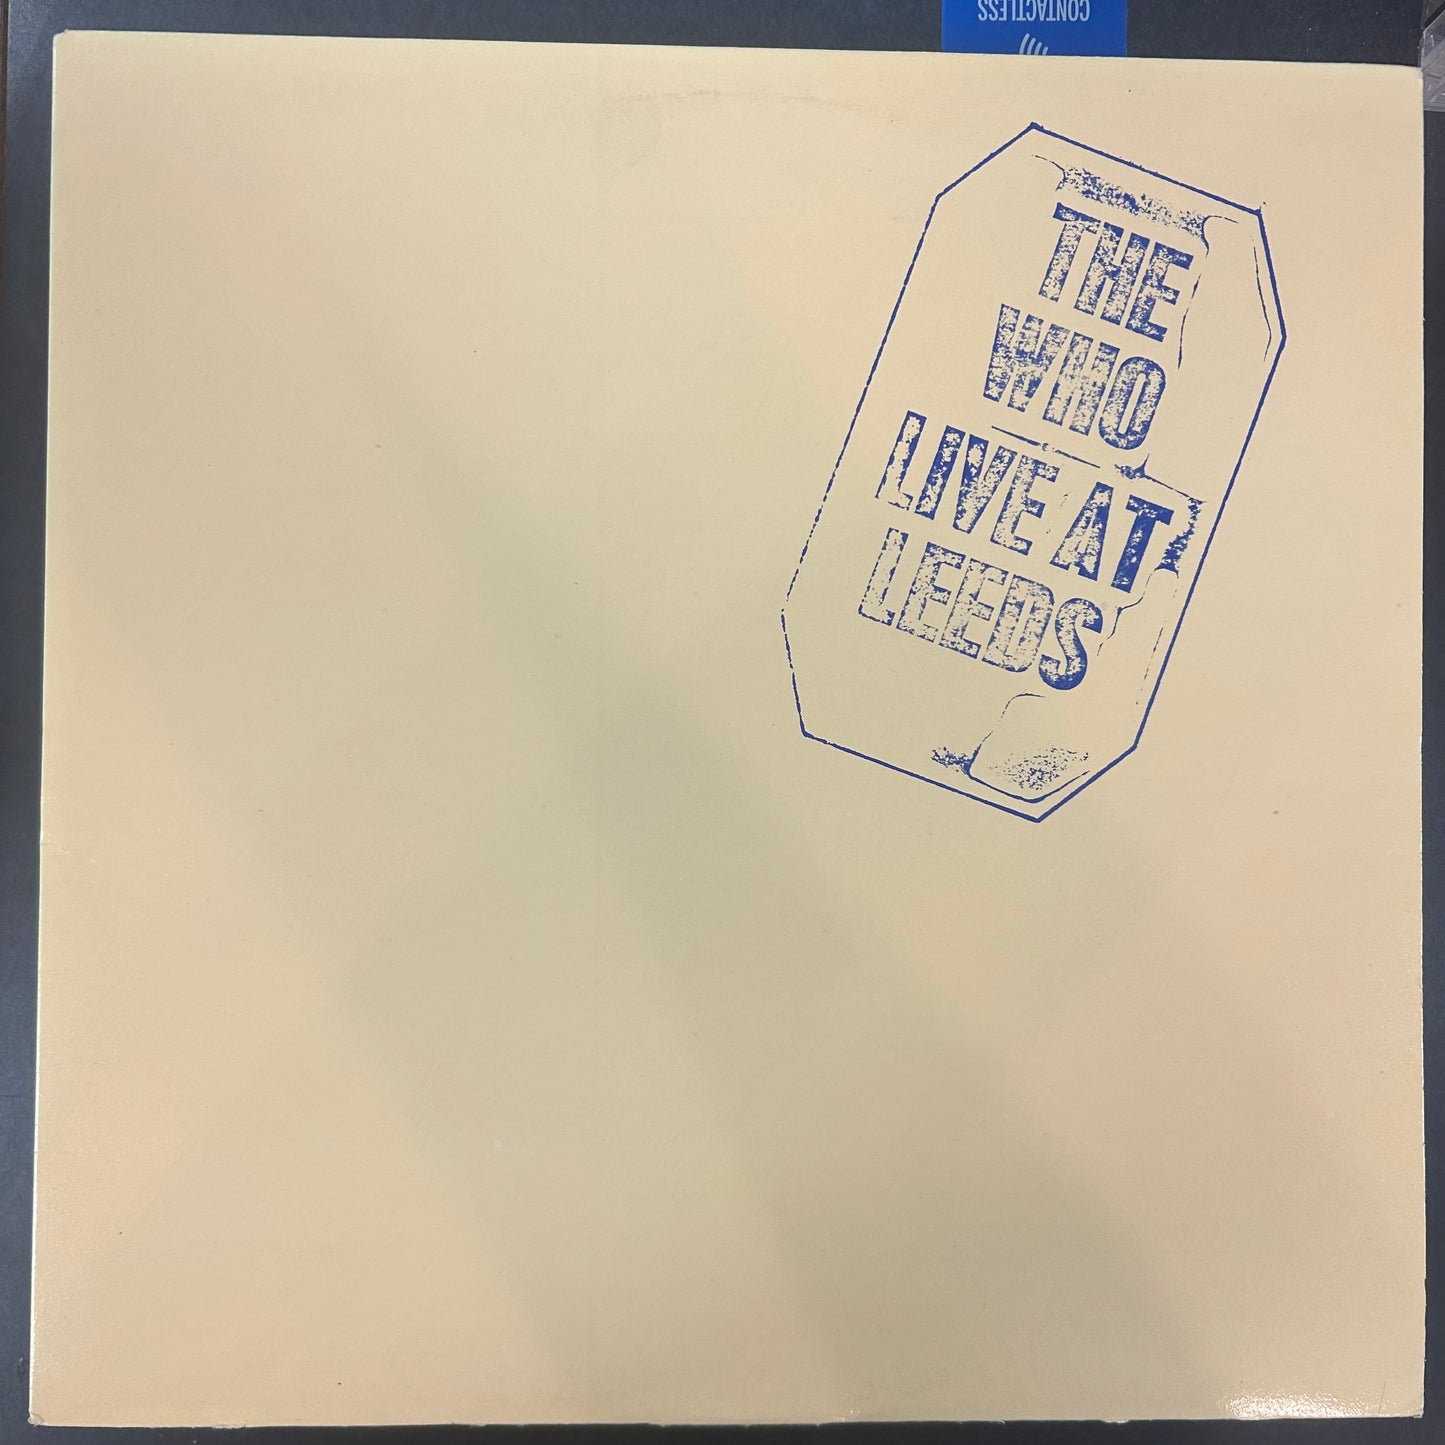 CONTACTLESS
THE
WHO
LIVE AT
LEEDS